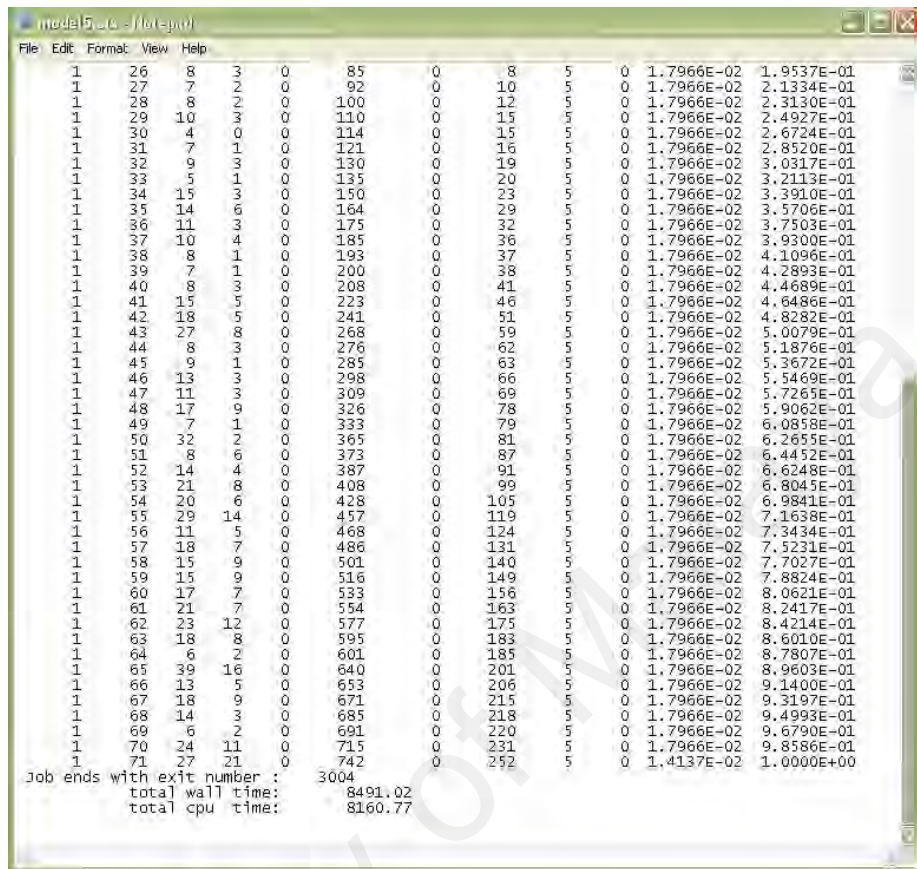 model5.sts - Notepad
File Edit Format View Help
1 26 8 3 0 85 0 8 5 0 1.7966E-02 1.9537E-01
1 27 7 2 0 92 0 10 5 0 1.7966E-02 2.1334E-01
1 28 8 2 0 100 0 12 5 0 1.7966E-02 2.3130E-01
1 29 10 3 0 110 0 15 5 0 1.7966E-02 2.4927E-01
1 30 4 0 0 114 0 15 5 0 1.7966E-02 2.6724E-01
1 31 7 1 0 121 0 16 5 0 1.7966E-02 2.8520E-01
1 32 9 3 0 130 0 19 5 0 1.7966E-02 3.0317E-01
1 33 5 1 0 135 0 20 5 0 1.7966E-02 3.2113E-01
1 34 15 3 0 150 0 23 5 0 1.7966E-02 3.3910E-01
1 35 14 6 0 164 0 29 5 0 1.7966E-02 3.5706E-01
1 36 11 3 0 175 0 32 5 0 1.7966E-02 3.7503E-01
1 37 10 4 0 185 0 36 5 0 1.7966E-02 3.9300E-01
1 38 8 1 0 193 0 37 5 0 1.7966E-02 4.1096E-01
1 39 7 1 0 200 0 38 5 0 1.7966E-02 4.2893E-01
1 40 8 3 0 208 0 41 5 0 1.7966E-02 4.4689E-01
1 41 15 5 0 223 0 46 5 0 1.7966E-02 4.6486E-01
1 42 18 5 0 241 0 51 5 0 1.7966E-02 4.8282E-01
1 43 27 8 0 268 0 59 5 0 1.7966E-02 5.0079E-01
1 44 8 3 0 276 0 62 5 0 1.7966E-02 5.1876E-01
1 45 9 1 0 285 0 63 5 0 1.7966E-02 5.3672E-01
1 46 13 3 0 298 0 66 5 0 1.7966E-02 5.5469E-01
1 47 11 3 0 309 0 69 5 0 1.7966E-02 5.7265E-01
1 48 17 9 0 326 0 78 5 0 1.7966E-02 5.9062E-01
1 49 7 1 0 333 0 79 5 0 1.7966E-02 6.0858E-01
1 50 32 2 0 365 0 81 5 0 1.7966E-02 6.2655E-01
1 51 8 6 0 373 0 87 5 0 1.7966E-02 6.4452E-01
1 52 14 4 0 387 0 91 5 0 1.7966E-02 6.6248E-01
1 53 21 8 0 408 0 99 5 0 1.7966E-02 6.8045E-01
1 54 20 6 0 428 0 105 5 0 1.7966E-02 6.9841E-01
1 55 29 14 0 457 0 119 5 0 1.7966E-02 7.1638E-01
1 56 11 5 0 468 0 124 5 0 1.7966E-02 7.3434E-01
1 57 18 7 0 486 0 131 5 0 1.7966E-02 7.5231E-01
1 58 15 9 0 501 0 140 5 0 1.7966E-02 7.7027E-01
1 59 15 9 0 516 0 149 5 0 1.7966E-02 7.8824E-01
1 60 17 7 0 533 0 156 5 0 1.7966E-02 8.0621E-01
1 61 21 7 0 554 0 163 5 0 1.7966E-02 8.2417E-01
1 62 23 12 0 577 0 175 5 0 1.7966E-02 8.4214E-01
1 63 18 8 0 595 0 183 5 0 1.7966E-02 8.6010E-01
1 64 6 2 0 601 0 185 5 0 1.7966E-02 8.7807E-01
1 65 39 16 0 640 0 201 5 0 1.7966E-02 8.9603E-01
1 66 13 5 0 653 0 206 5 0 1.7966E-02 9.1400E-01
1 67 18 9 0 671 0 215 5 0 1.7966E-02 9.3197E-01
1 68 14 3 0 685 0 218 5 0 1.7966E-02 9.4993E-01
1 69 6 2 0 691 0 220 5 0 1.7966E-02 9.6790E-01
1 70 24 11 0 715 0 231 5 0 1.7966E-02 9.8586E-01
1 71 27 21 0 742 0 252 5 0 1.4137E-02 1.0000E+00
Job ends with exit number : 3004
total wall time: 8491.02
total cpu time: 8160.77
of Malaya